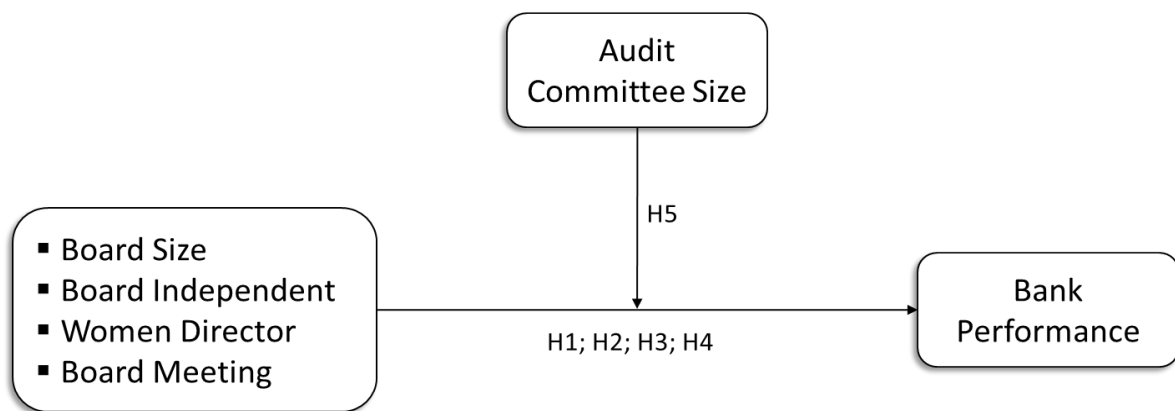 Audit
Committee Size
H5
▪ Board Size
▪ Board Independent
▪ Women Director
▪ Board Meeting
H1; H2; H3; H4
Bank
Performance